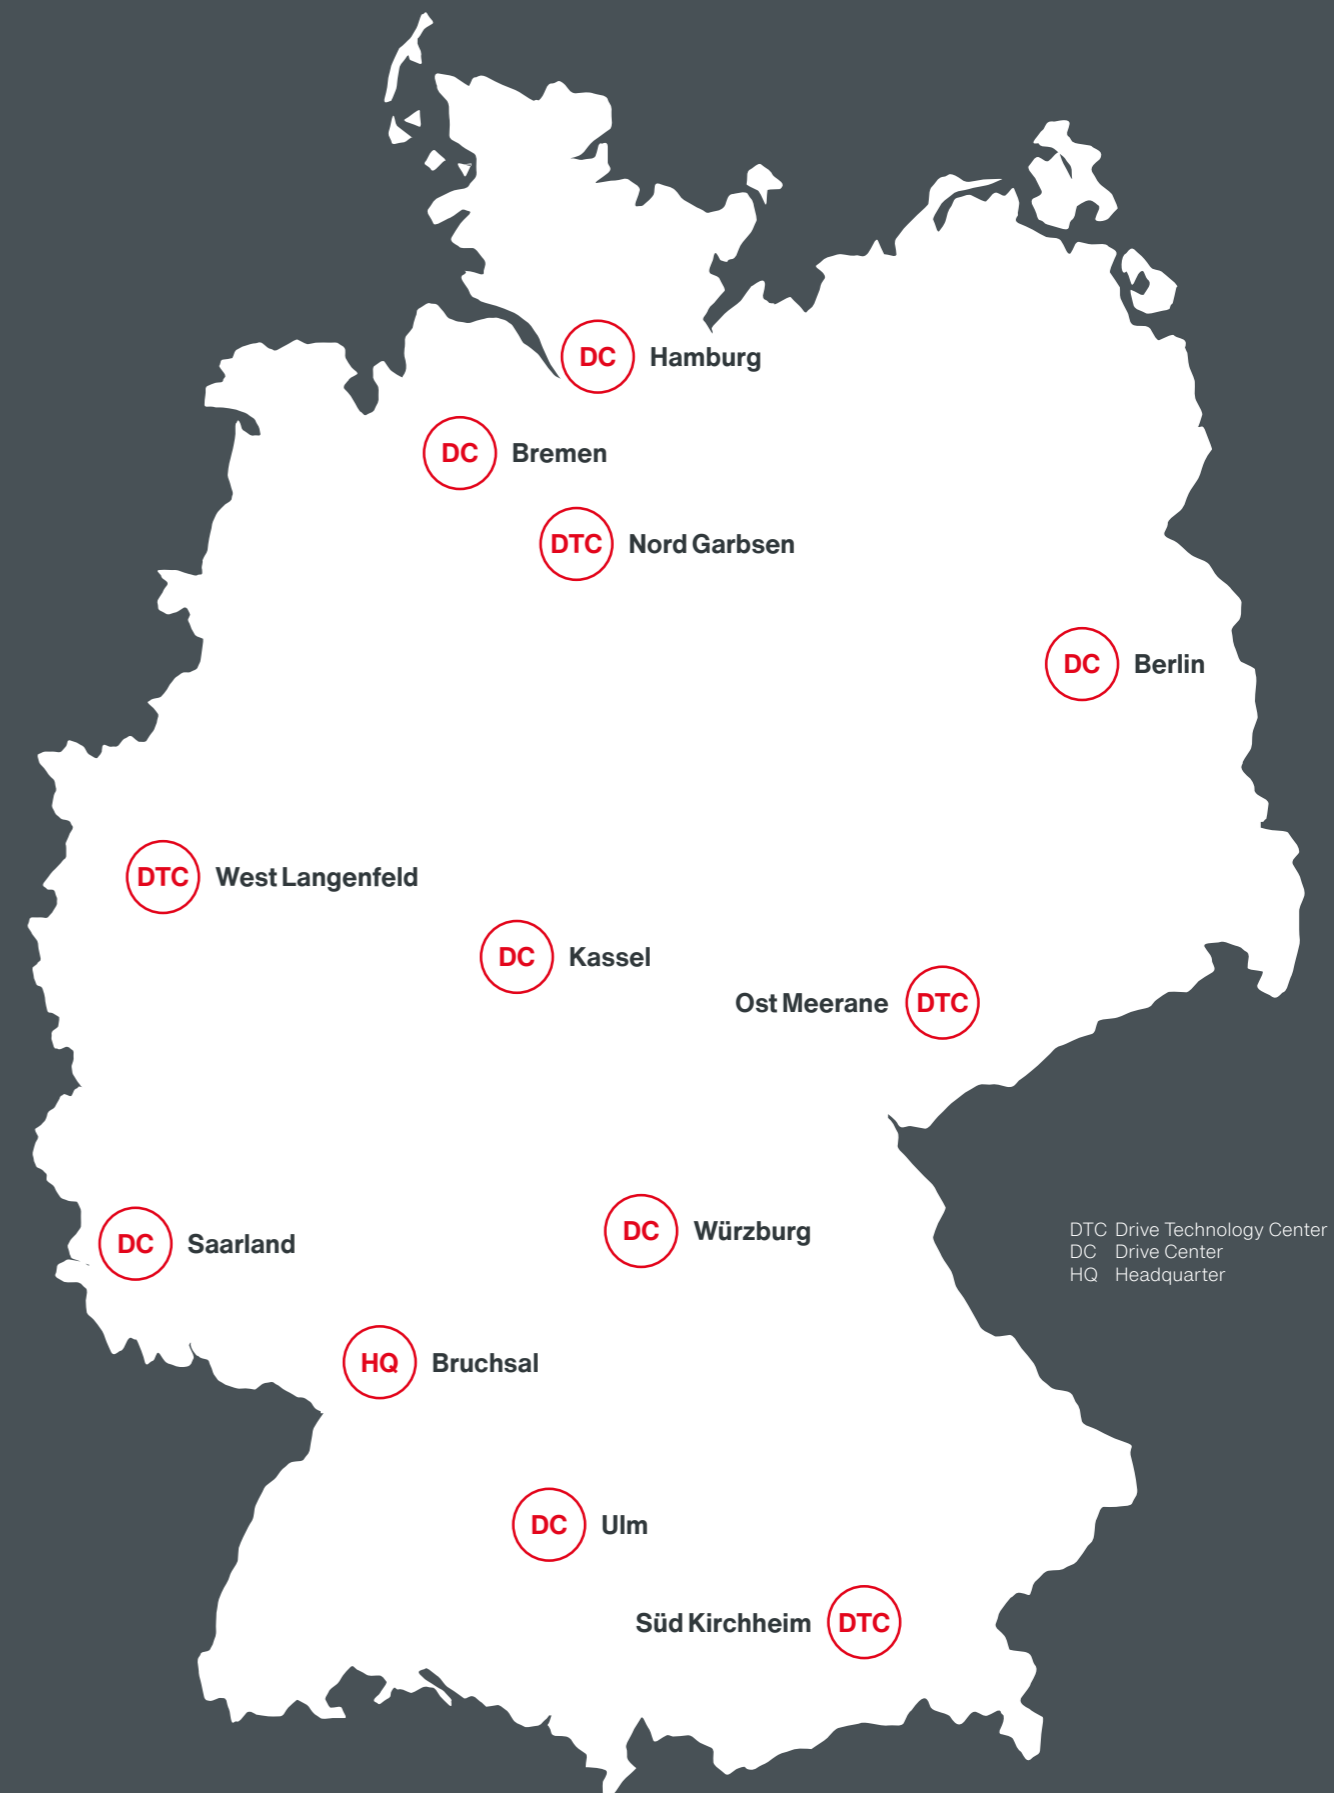 DC Hamburg
DC Bremen
DTC Nord Garbsen
DC Berlin
DTC West Langenfeld
DC Kassel
Ost Meerane DTC
DC Würzburg
DC Saarland
DTC Drive Technology Center
DC Drive Center
HQ Headquarter
HQ Bruchsal
DC Ulm
Süd Kirchheim DTC